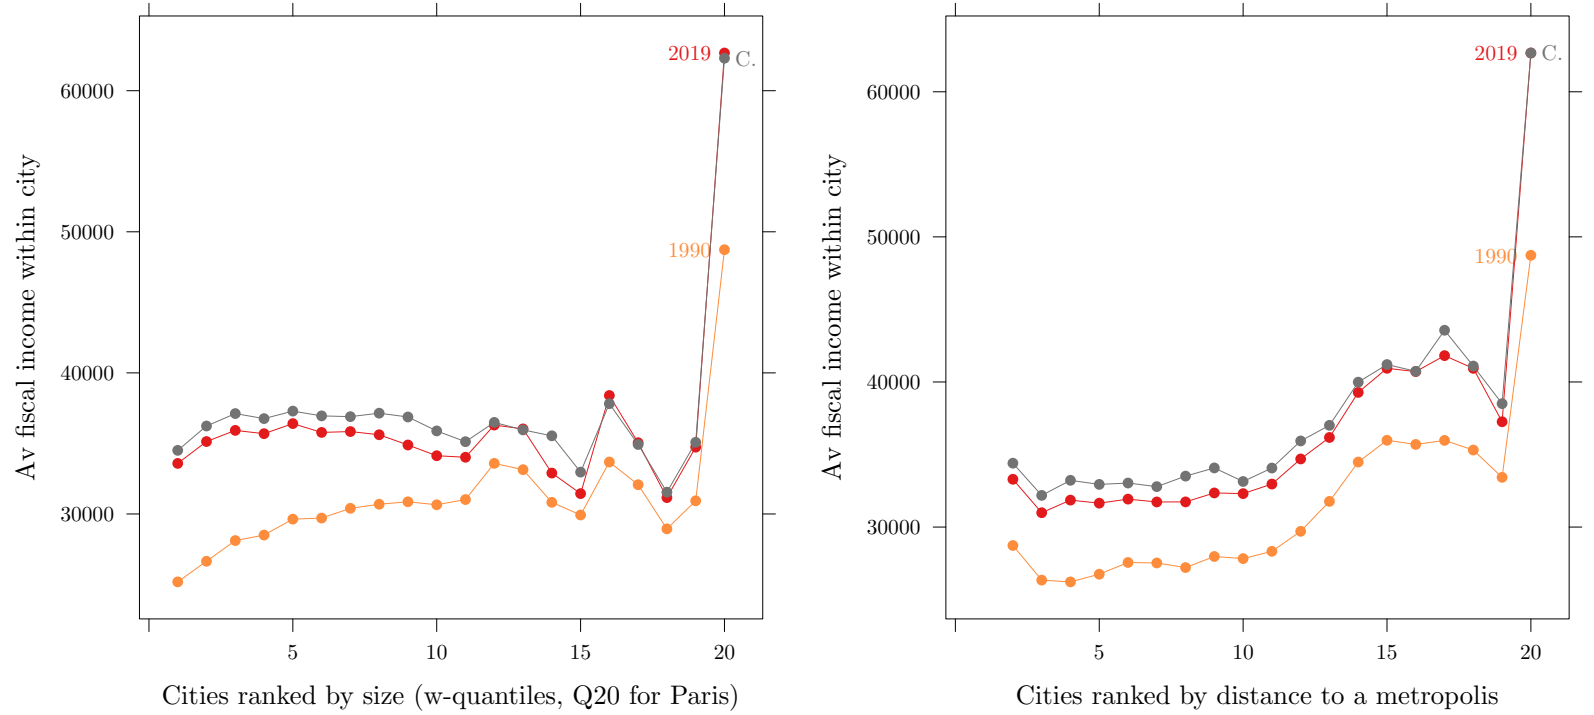 Av fiscal income within city
60000
50000
40000
30000
2019
C.
1990
5 10 15 20
Cities ranked by size (w-quantiles, Q20 for Paris)
Av fiscal income within city
60000
50000
40000
30000
2019
C.
1990
5 10 15 20
Cities ranked by distance to a metropolis